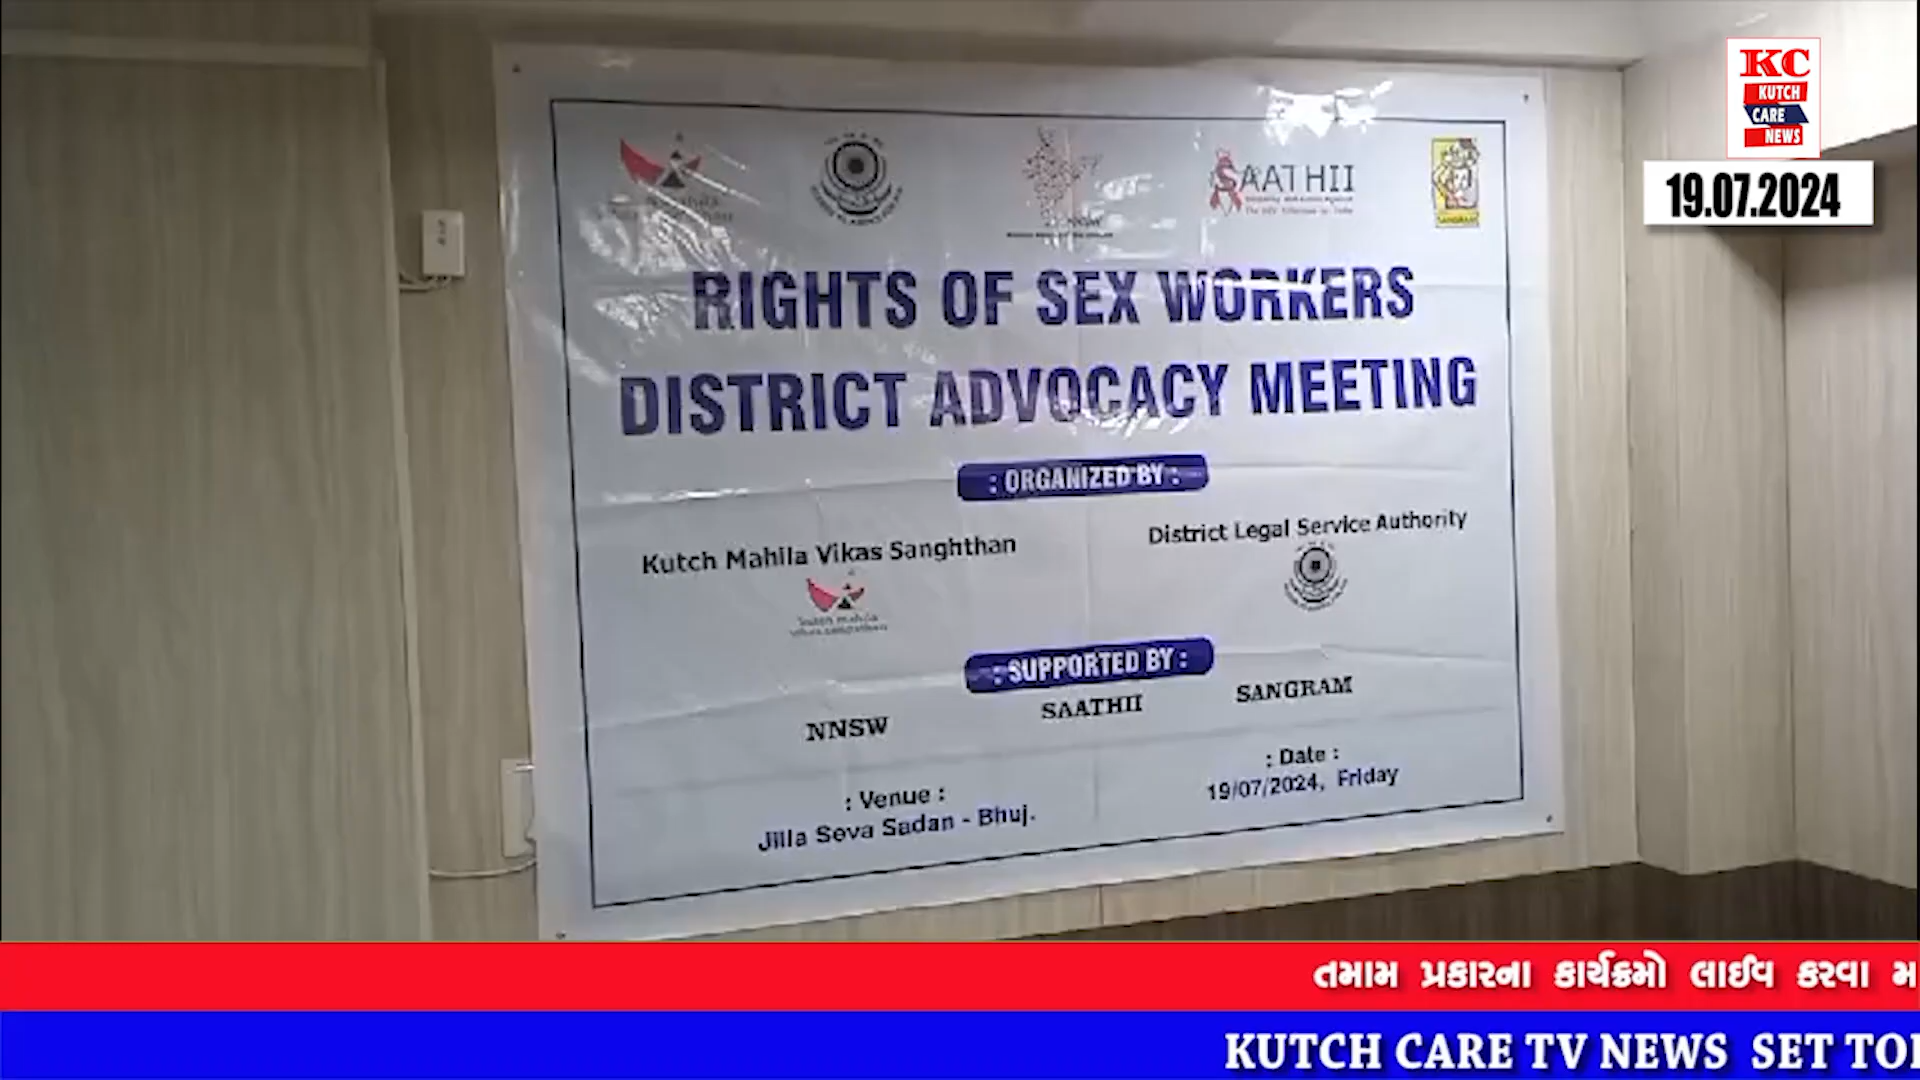 KC
KUTCH
CARE
NEWS
19.07.2024
SAATHII
SANGRAM
RIGHTS OF SEX WORKERS
DISTRICT ADVOCACY MEETING
: ORGANIZED BY :
Kutch Mahila Vikas Sanghthan
District Legal Service Authority
: SUPPORTED BY :
NNSW
SAATHII
SANGRAM
: Venue :
Jilla Seva Sadan - Bhuj.
: Date :
19/07/2024, Friday
તમામ પ્રકારના કાર્યક્રમો લાઈવ કરવા મ
KUTCH CARE TV NEWS SET TO